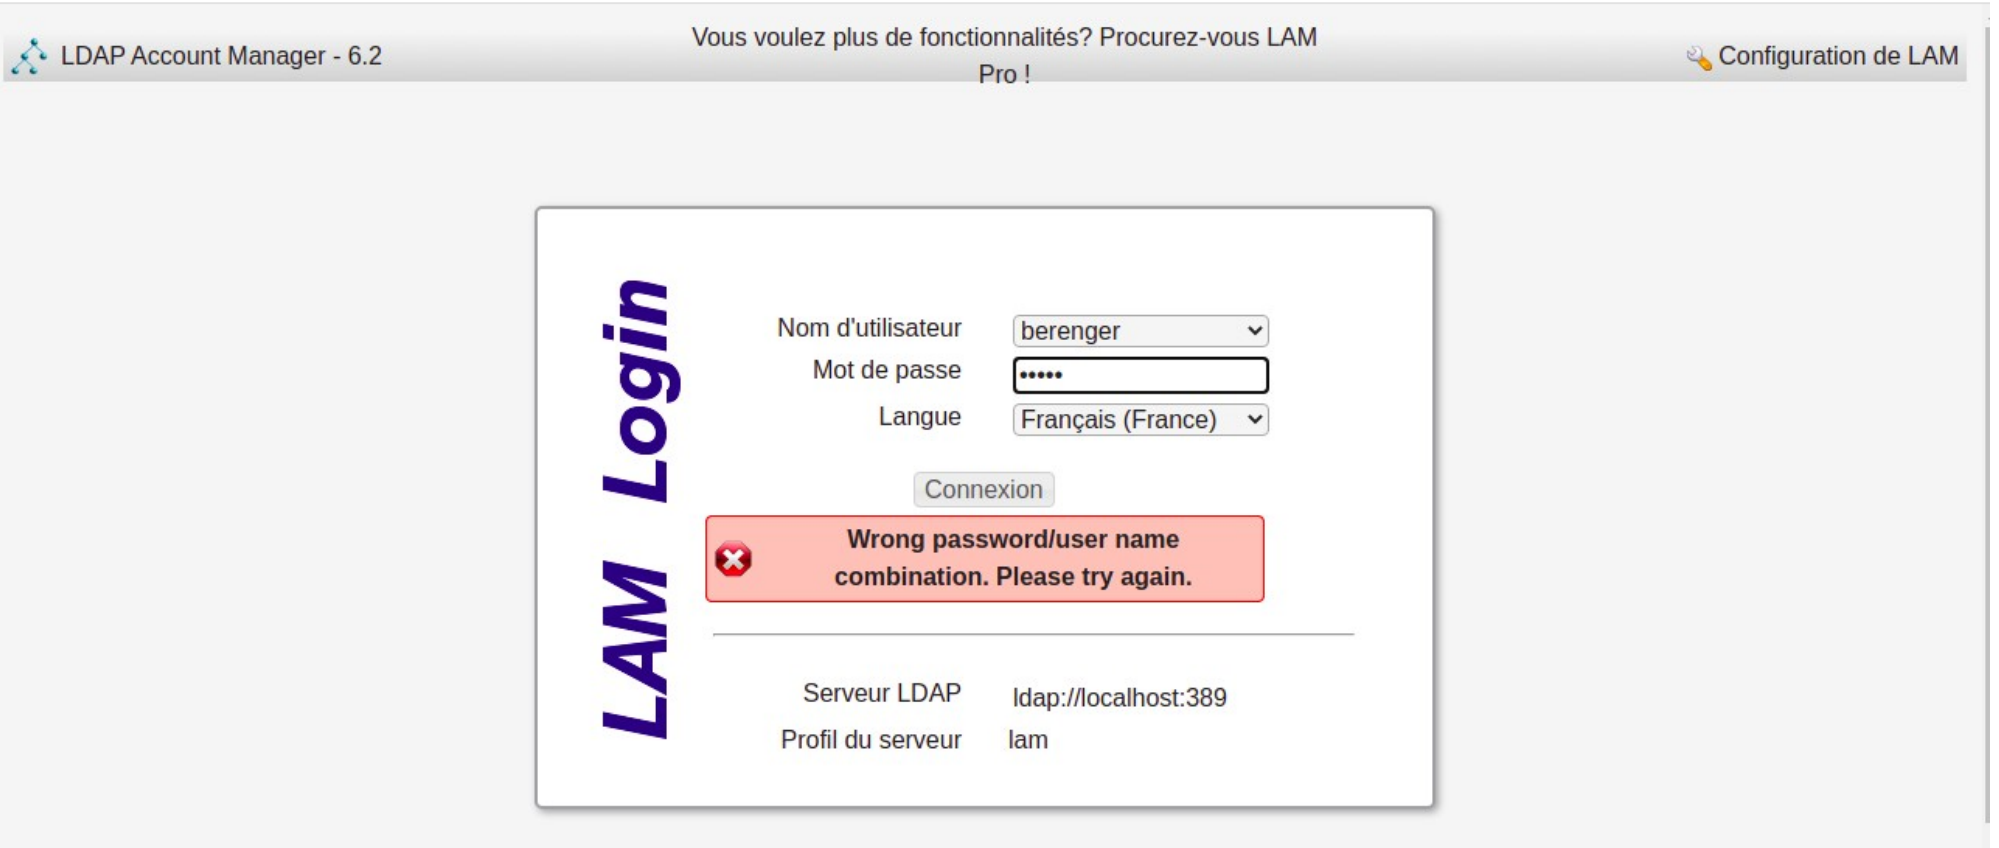 LDAP Account Manager - 6.2
Vous voulez plus de fonctionnalités? Procurez-vous LAM
Pro !
Configuration de LAM
LAM Login
Nom d'utilisateur berenger
Mot de passe •••••
Langue Français (France)
Connexion
Wrong password/user name
combination. Please try again.
Serveur LDAP ldap://localhost:389
Profil du serveur lam